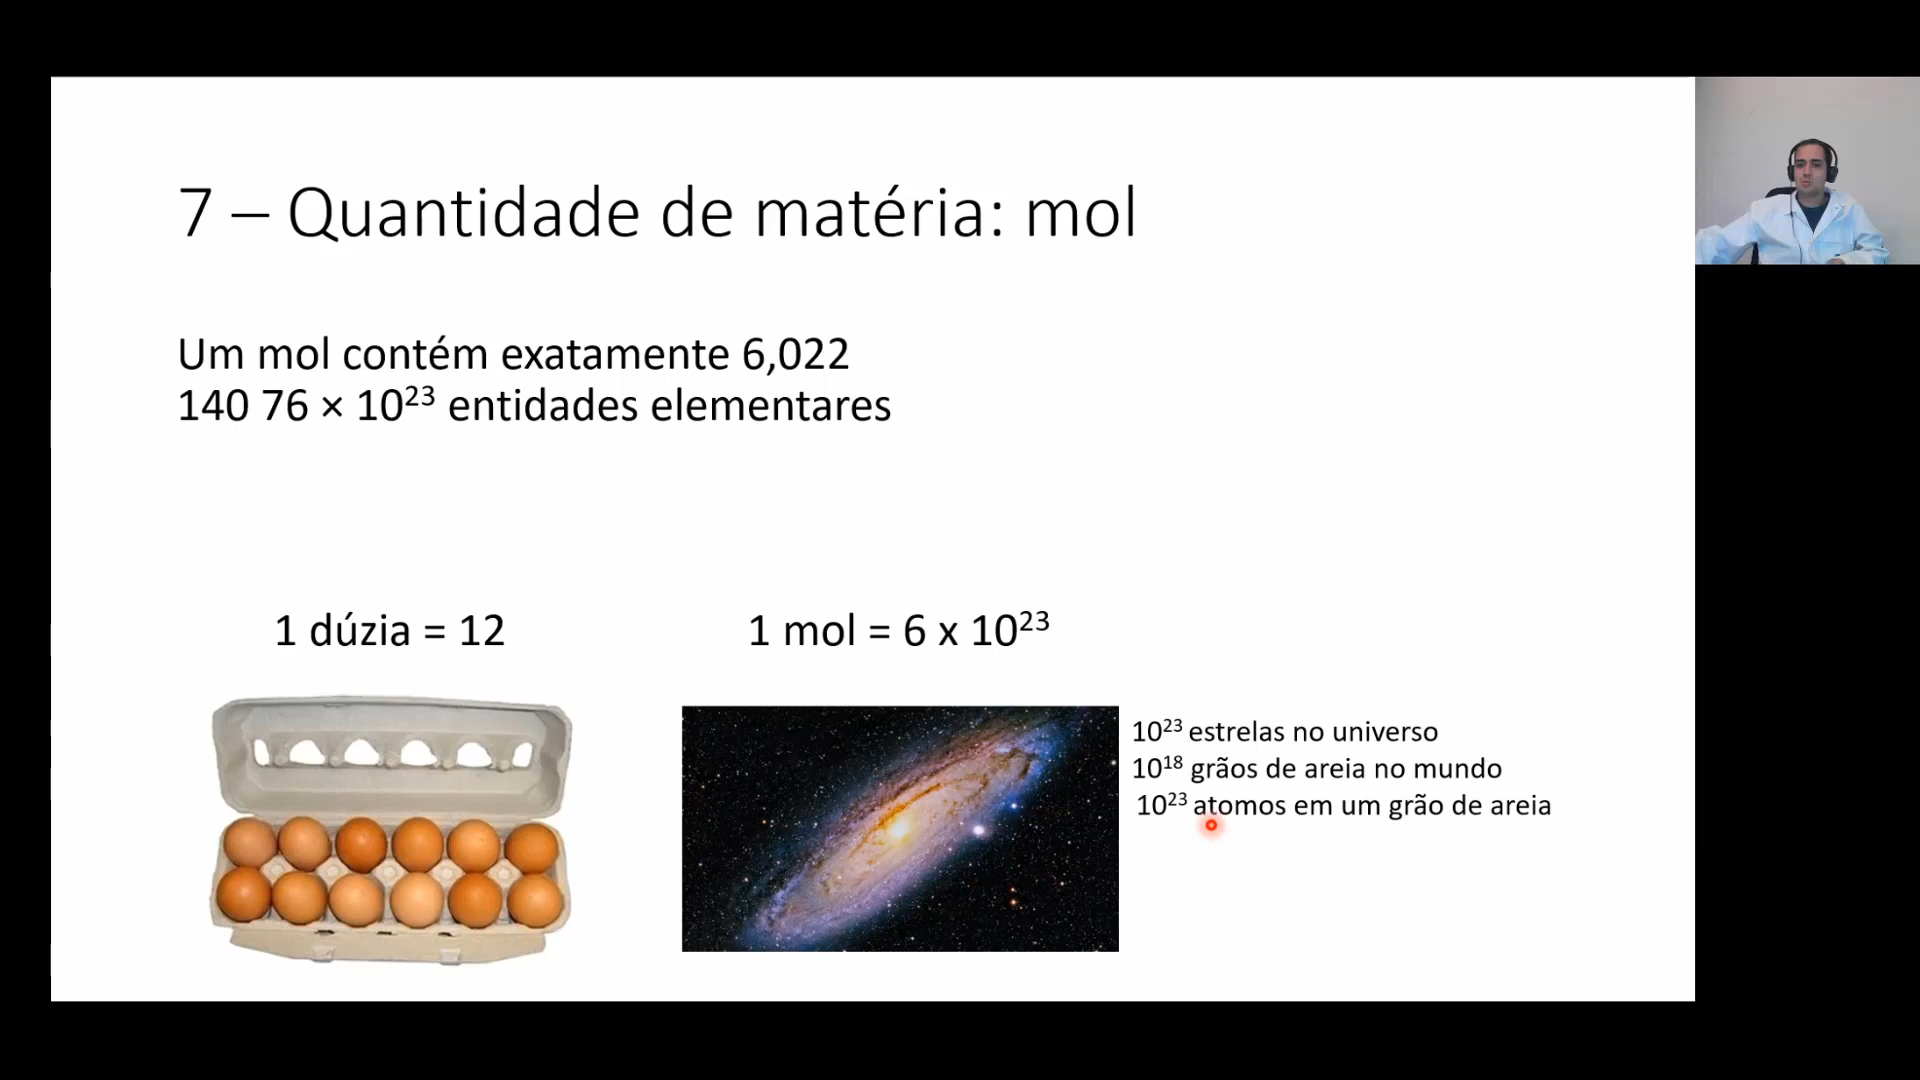 7 – Quantidade de matéria: mol
Um mol contém exatamente 6,022
140 76 × 10²³ entidades elementares
1 dúzia = 12
1 mol = 6 x 10²³
10²³ estrelas no universo
10¹⁸ grãos de areia no mundo
10²³ atomos em um grão de areia